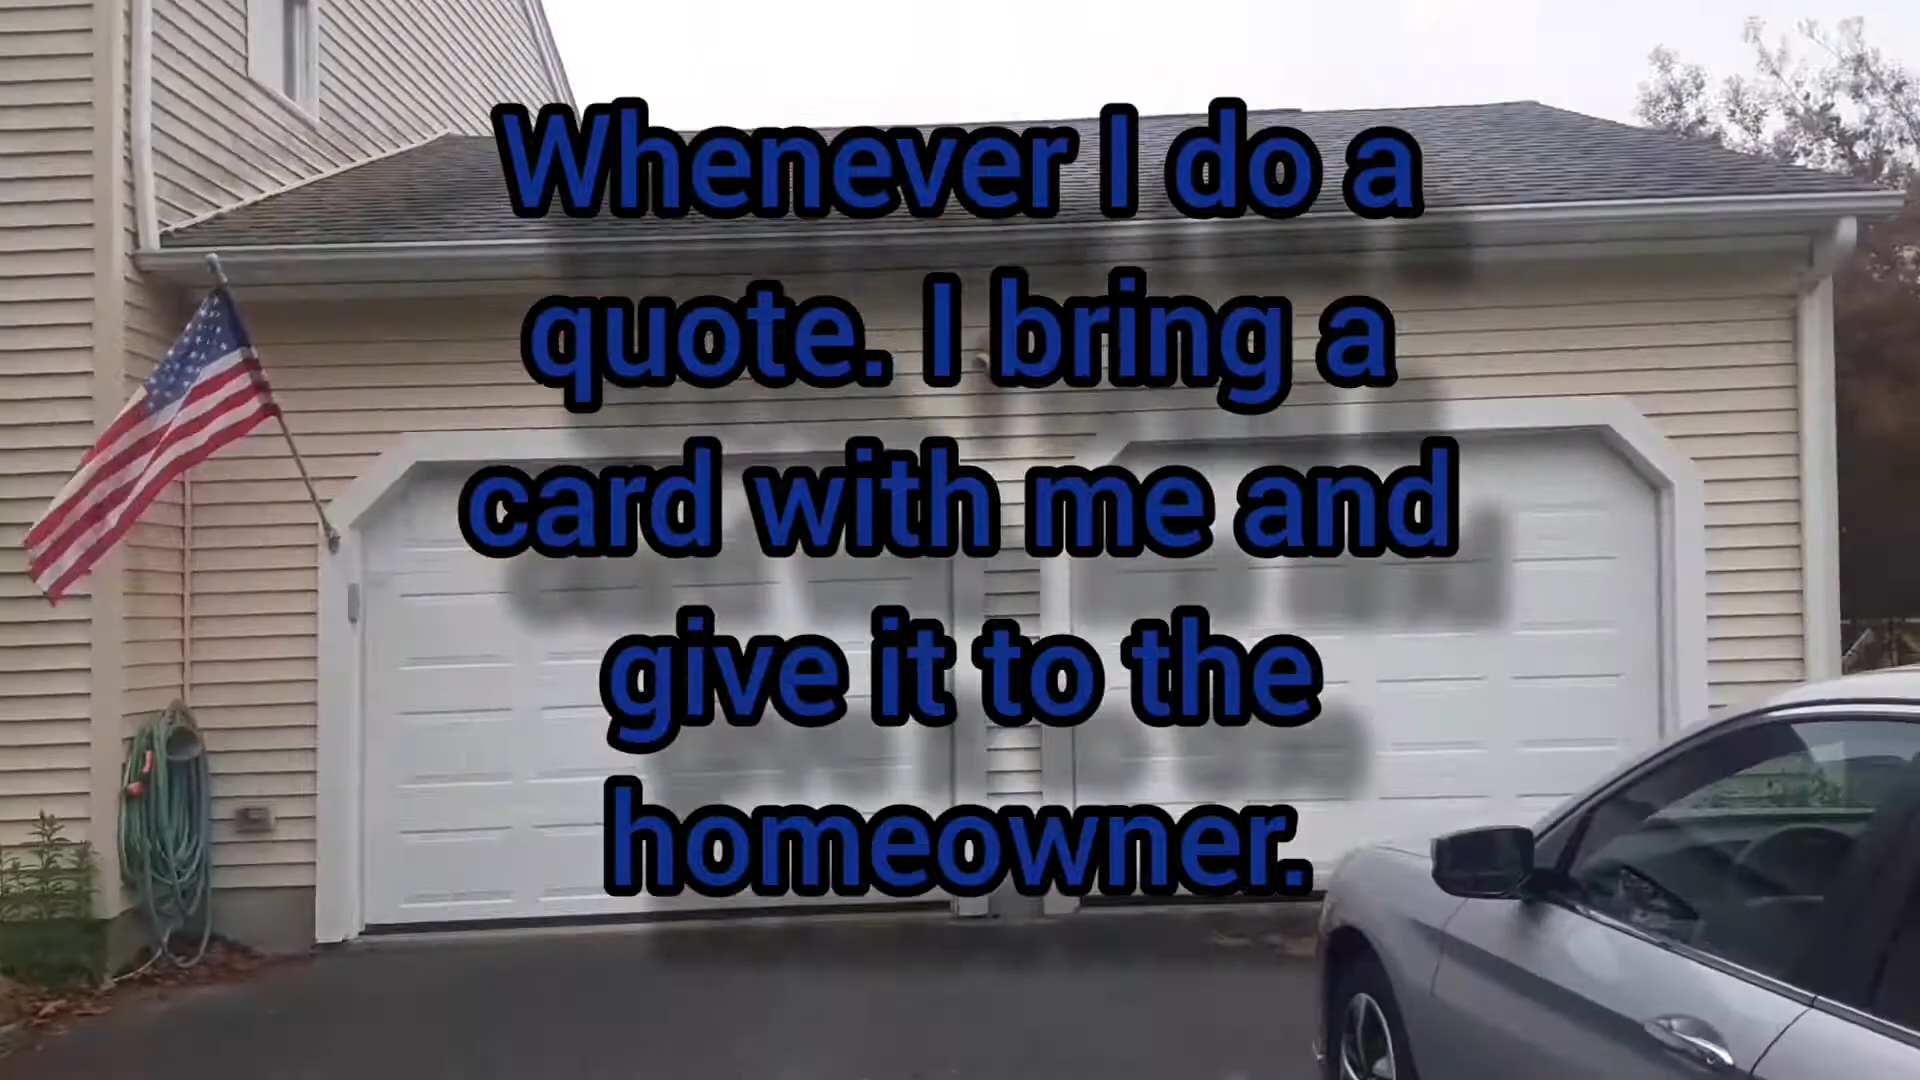 Whenever I do a
quote. I bring a
card with me and
give it to the
homeowner.